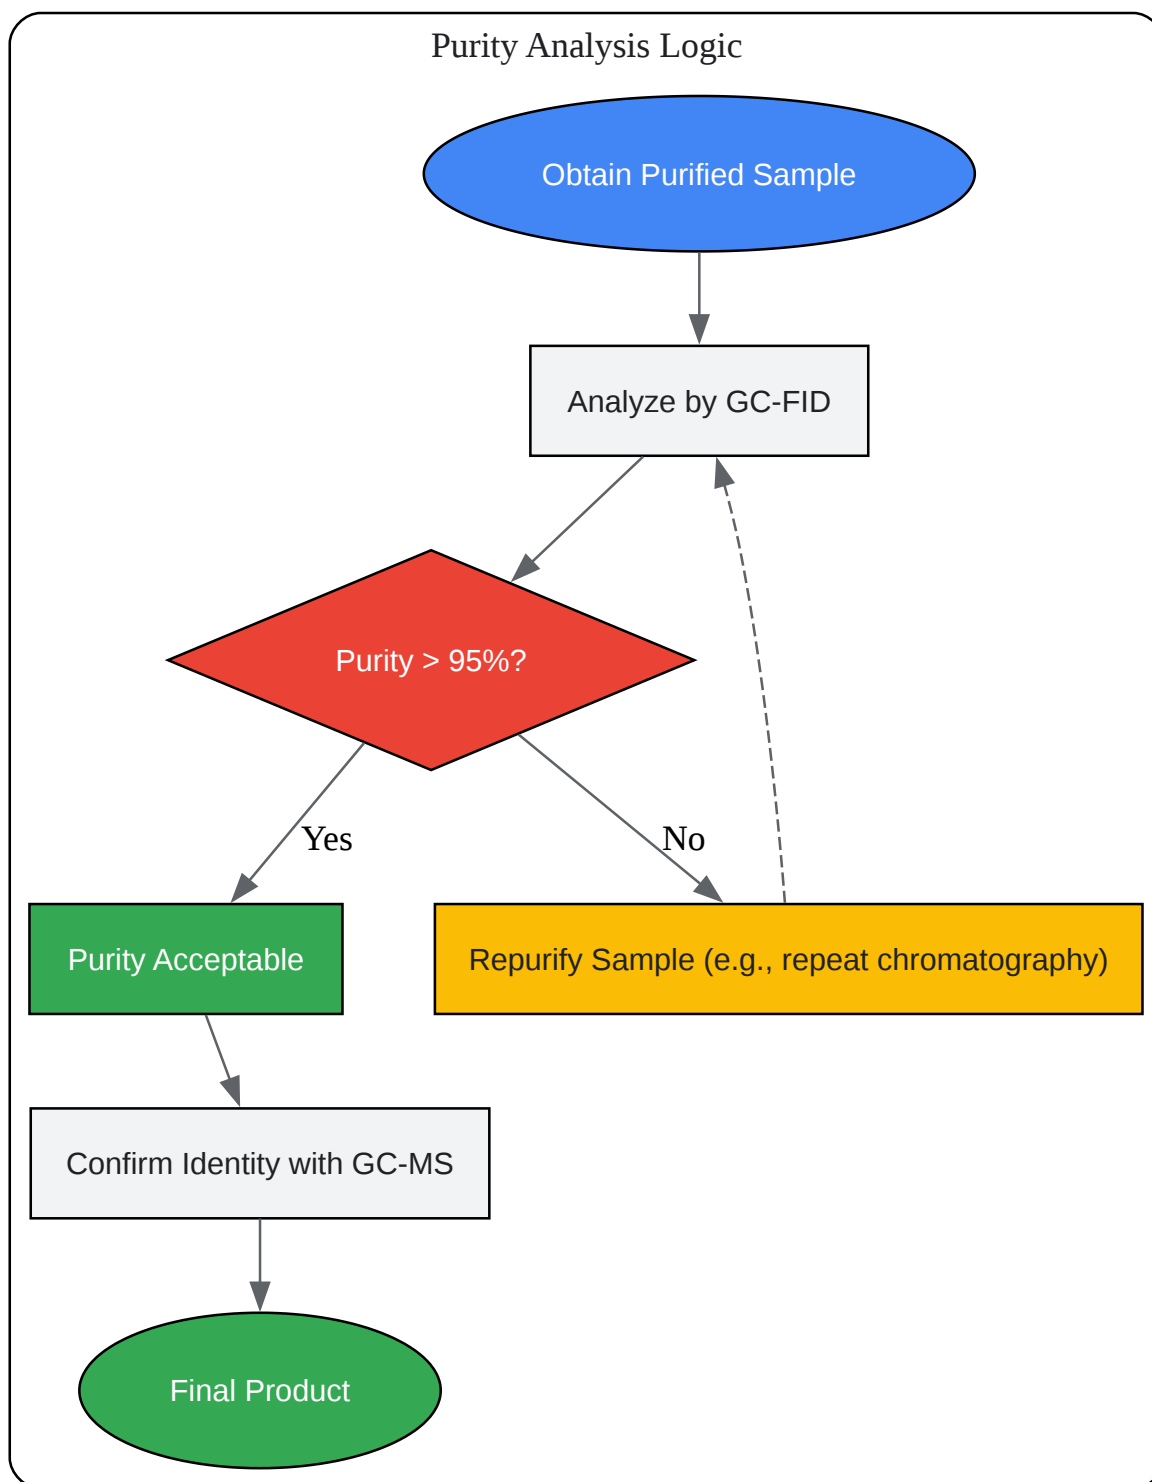 Purity Analysis Logic
Obtain Purified Sample
Analyze by GC-FID
Purity > 95%?
Yes
No
Purity Acceptable
Repurify Sample (e.g., repeat chromatography)
Confirm Identity with GC-MS
Final Product